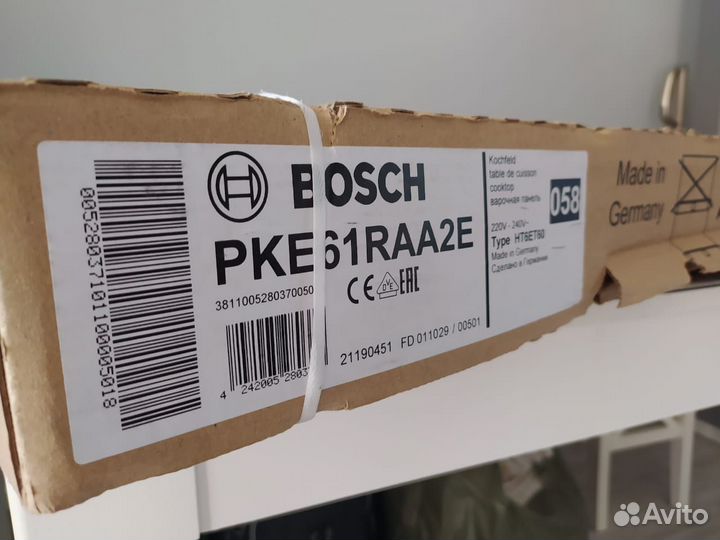 BOSCH
PKE61RAA2E
3811005280370050
CE DVE EAC
4 242005 2803
21190451 FD 011029 / 00501
00528037101100005018
Kochfeld
table de cuisson
cooktop
варочная панель
058
220V - 240V~
Type HT6ET60
Made in Germany
Сделано в Германии
Made in
Germany
Avito